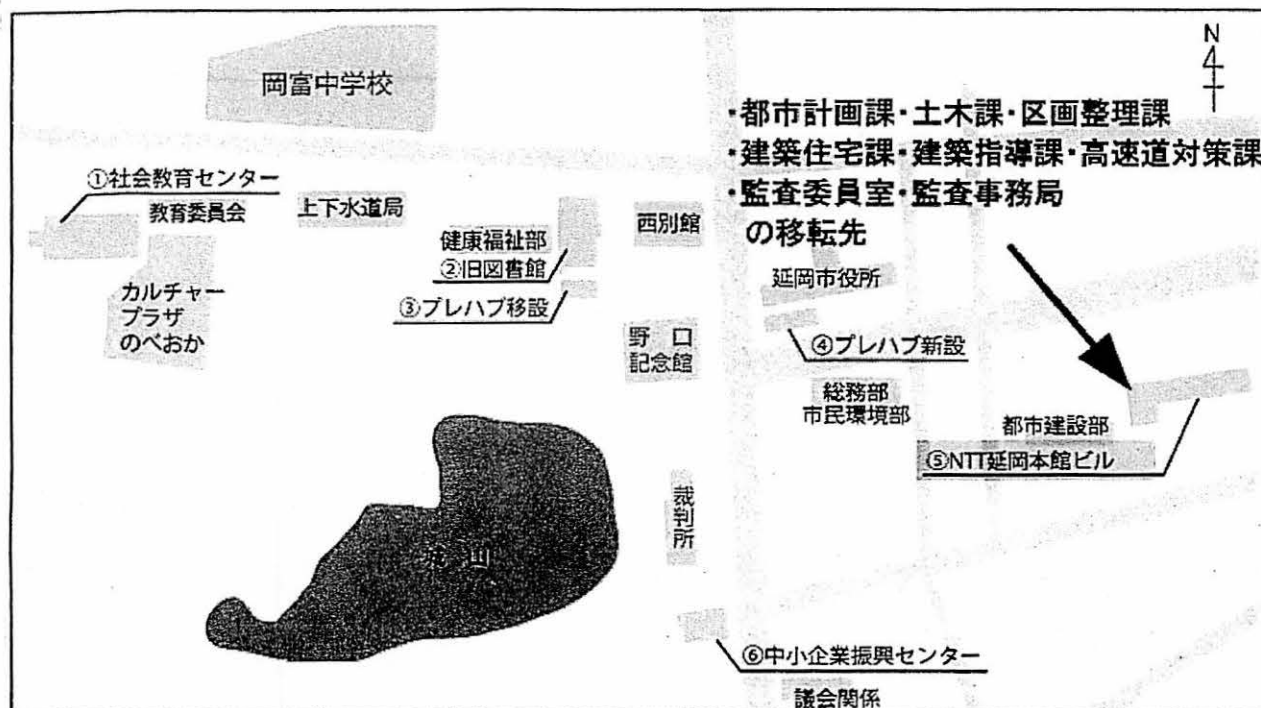 岡富中学校
N
・都市計画課・土木課・区画整理課
・建築住宅課・建築指導課・高速道対策課
・監査委員室・監査事務局
の移転先
①社会教育センター
教育委員会
上下水道局
健康福祉部
②旧図書館
③プレハブ移設
西別館
延岡市役所
カルチャー
プラザ
のべおか
野口
記念館
④プレハブ新設
総務部
市民環境部
都市建設部
⑤NTT延岡本館ビル
裁判所
城山
⑥中小企業振興センター
議会関係